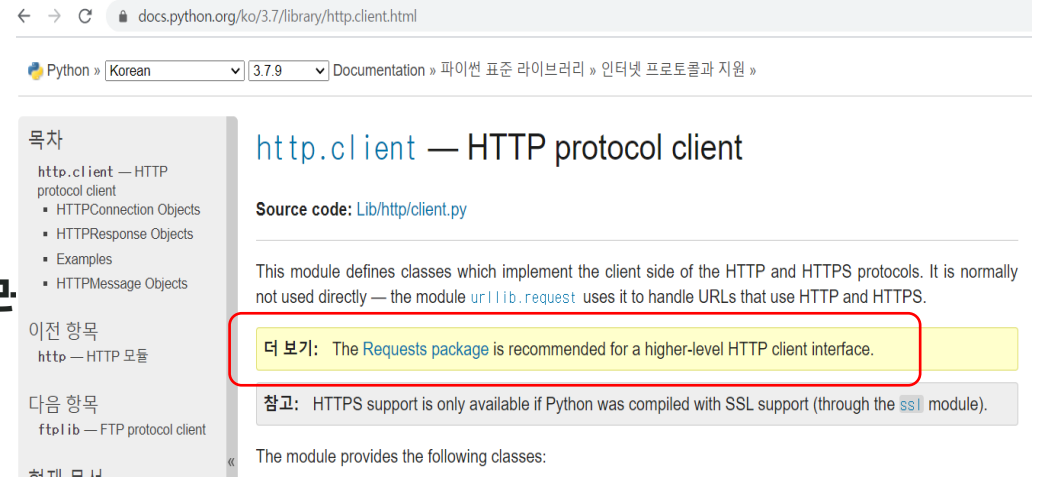 docs.python.org/ko/3.7/library/http.client.html
Python » Korean 3.7.9 Documentation » 파이썬 표준 라이브러리 » 인터넷 프로토콜과 지원 »
목차
http.client — HTTP
protocol client
HTTPConnection Objects
HTTPResponse Objects
Examples
HTTPMessage Objects
이전 항목
http — HTTP 모듈
다음 항목
ftplib — FTP protocol client
«
http.client — HTTP protocol client
Source code: Lib/http/client.py
This module defines classes which implement the client side of the HTTP and HTTPS protocols. It is normally
not used directly — the module urllib.request uses it to handle URLs that use HTTP and HTTPS.
더 보기: The Requests package is recommended for a higher-level HTTP client interface.
참고: HTTPS support is only available if Python was compiled with SSL support (through the ssl module).
The module provides the following classes: